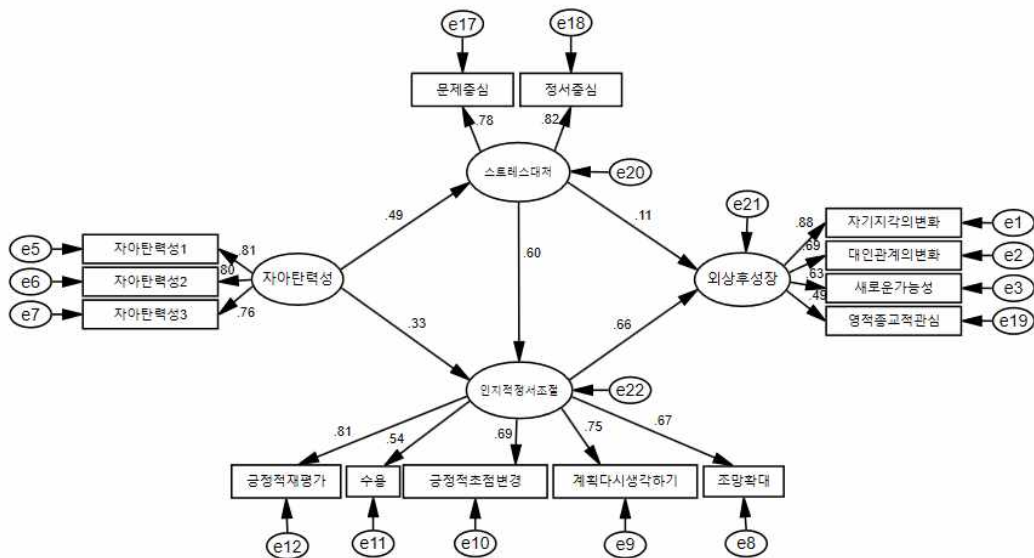 e17
e18
문제중심
정서중심
.78
.82
스트레스대처
e20
e21
.49
.11
.88
자기지각의변화
e1
e5
자아탄력성1
.81
.69
대인관계의변화
e2
.60
e6
자아탄력성2
.80
자아탄력성
외상후성장
.63
새로운가능성
e3
e7
자아탄력성3
.76
.49
영적종교적관심
e19
.33
.66
인지적정서조절
e22
.81
.54
.69
.75
.67
긍정적재평가
수용
긍정적초점변경
계획다시생각하기
조망확대
e12
e11
e10
e9
e8